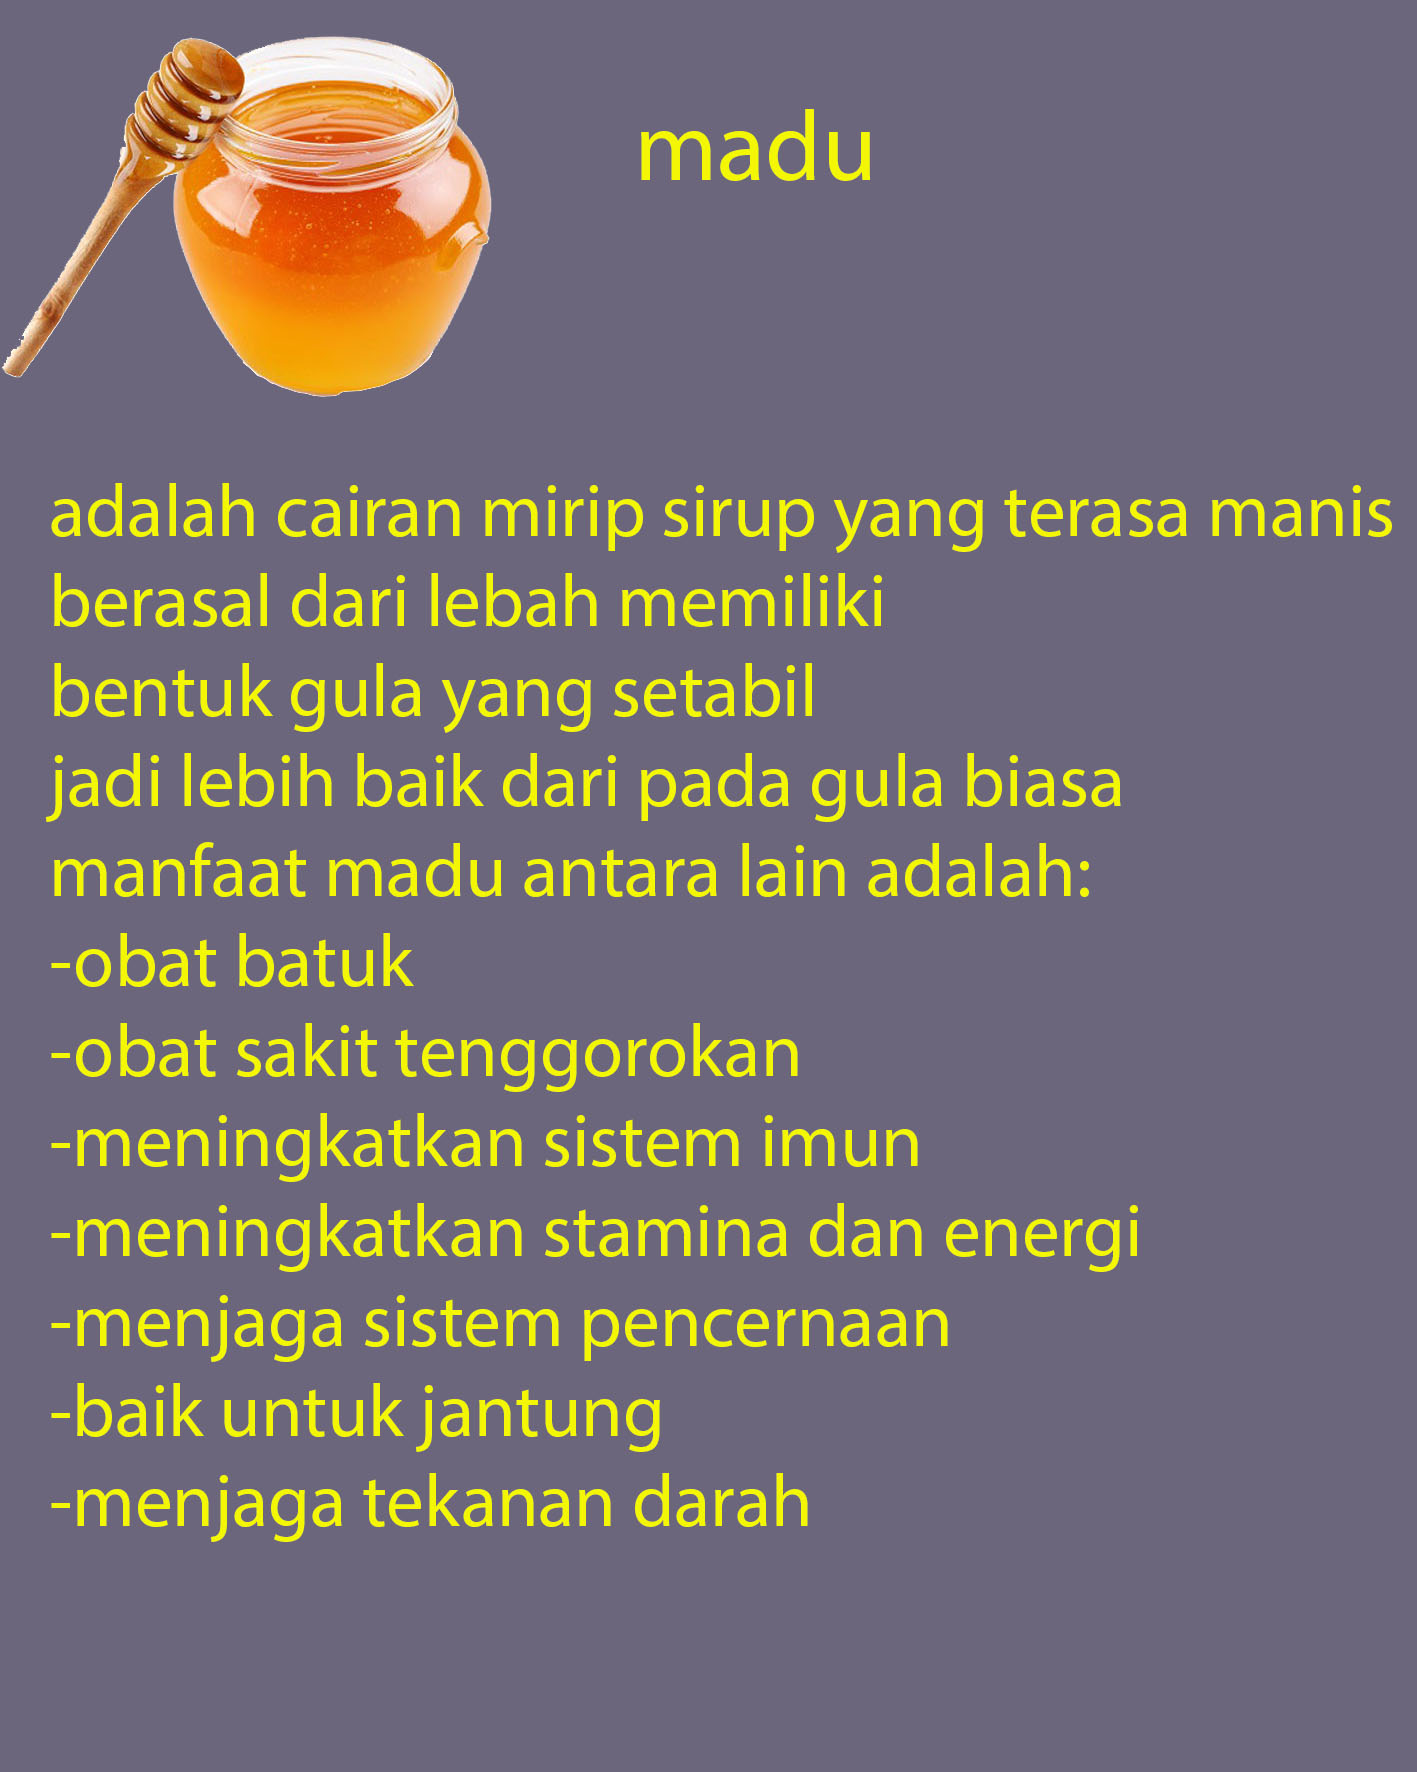 madu
adalah cairan mirip sirup yang terasa manis
berasal dari lebah memiliki
bentuk gula yang setabil
jadi lebih baik dari pada gula biasa
manfaat madu antara lain adalah:
-obat batuk
-obat sakit tenggorokan
-meningkatkan sistem imun
-meningkatkan stamina dan energi
-menjaga sistem pencernaan
-baik untuk jantung
-menjaga tekanan darah